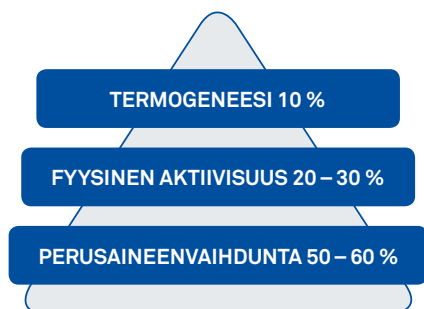 TERMOGENEESI 10 %
FYYSINEN AKTIIVISUUS 20 – 30 %
PERUSAINEENVAIHDUNTA 50 – 60 %